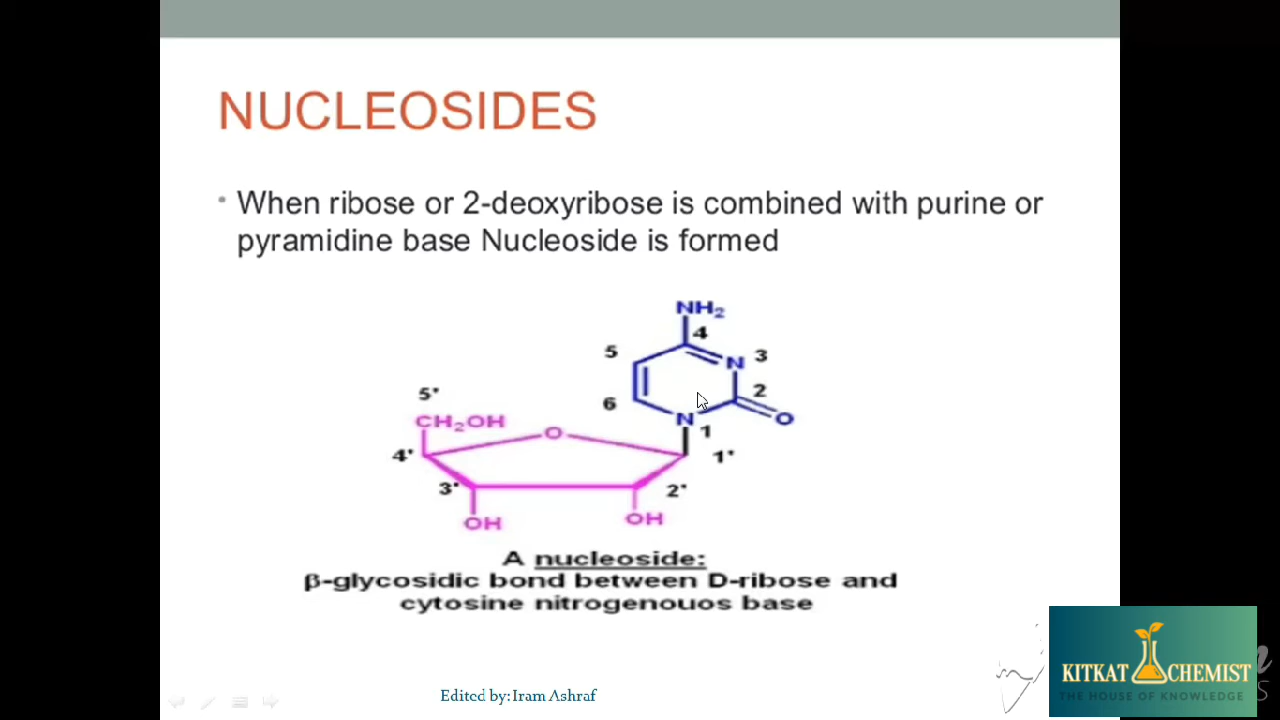 NUCLEOSIDES
• When ribose or 2-deoxyribose is combined with purine or
pyramidine base Nucleoside is formed
NH2
4
5
N 3
2
6
N
O
1
5'
CH2OH
O
4'
1'
3'
2'
OH
OH
A nucleoside:
β-glycosidic bond between D-ribose and
cytosine nitrogenouos base
Edited by: Iram Ashraf
KITKAT CHEMIST
THE HOUSE OF KNOWLEDGE